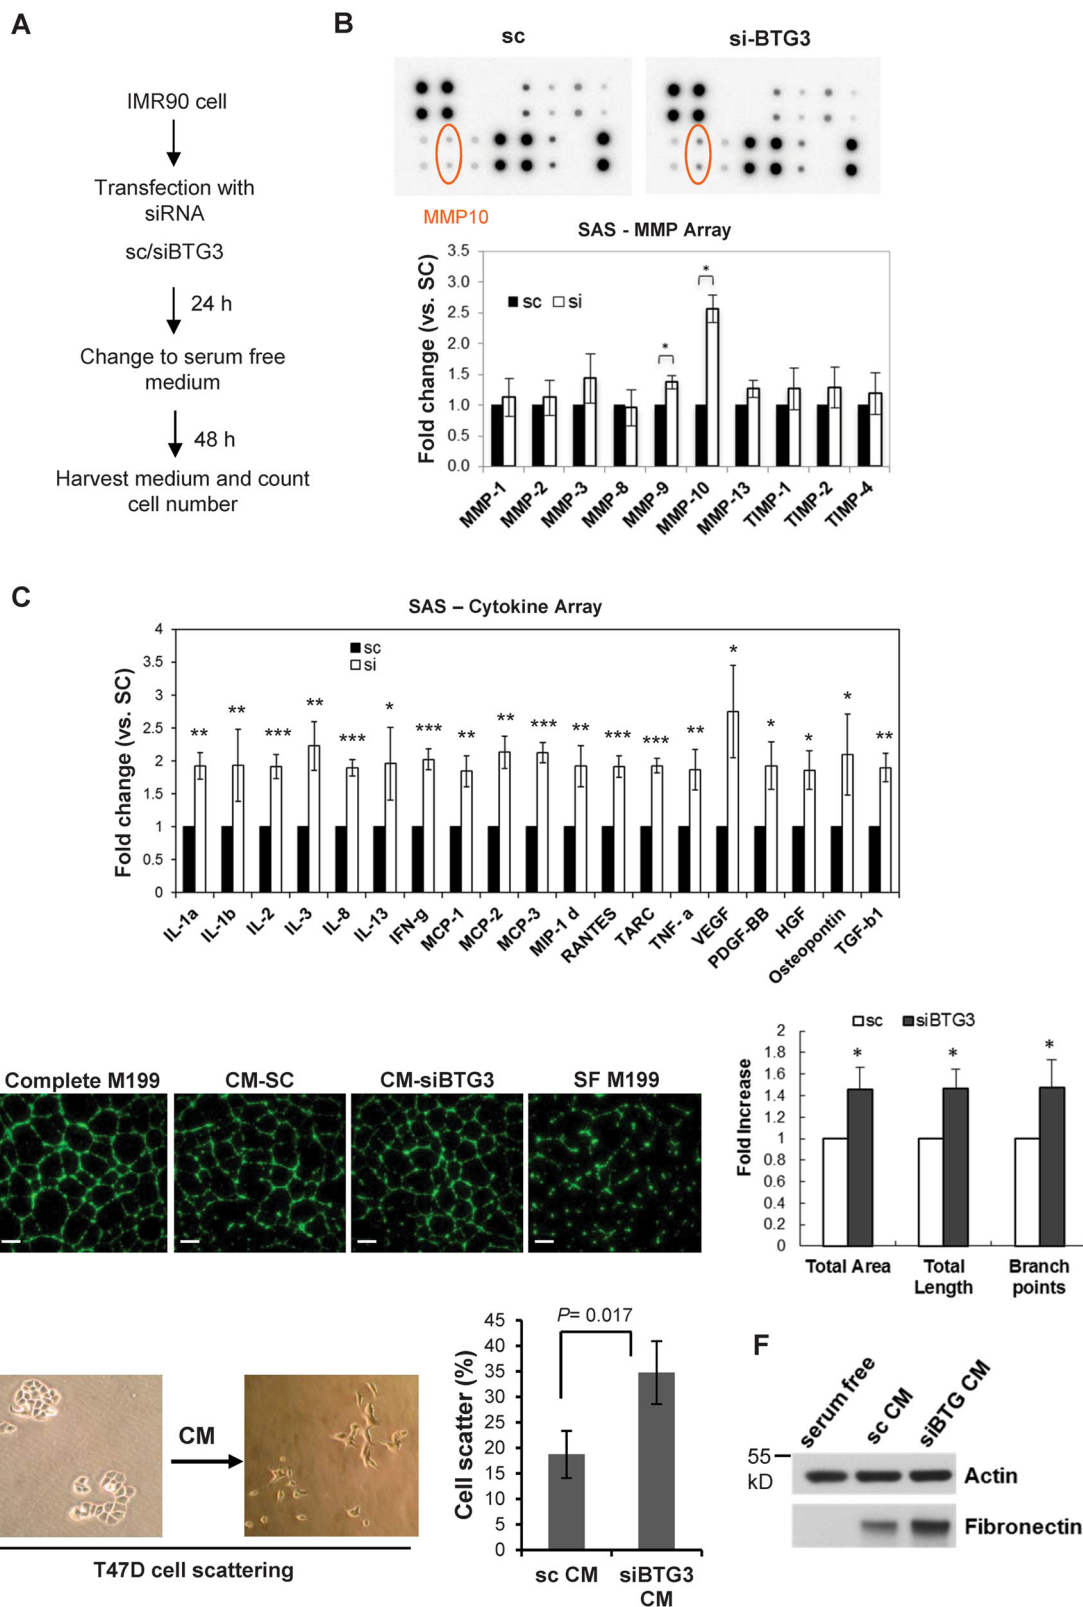 A
IMR90 cell
Transfection with
siRNA
sc/siBTG3
24 h
Change to serum free
medium
48 h
Harvest medium and count
cell number
B
sc
si-BTG3
MMP10
SAS - MMP Array
Fold change (vs. SC)
3.5
3.0
2.5
2.0
1.5
1.0
0.5
0.0
sc
si
*
*
MMP-1
MMP-2
MMP-3
MMP-8
MMP-9
MMP-10
MMP-13
TIMP-1
TIMP-2
TIMP-4
C
SAS – Cytokine Array
Fold change (vs. SC)
4
3.5
3
2.5
2
1.5
1
0.5
0
sc
si
** ** *** ** *** * *** ** ** *** ** *** *** ** * * * * **
IL-1a
IL-1b
IL-2
IL-3
IL-8
IL-13
IFN-g
MCP-1
MCP-2
MCP-3
MIP-1 d
RANTES
TARC
TNF- a
VEGF
PDGF-BB
HGF
Osteopontin
TGF-b1
Complete M199
CM-SC
CM-siBTG3
SF M199
sc
siBTG3
Fold Increase
2
1.8
1.6
1.4
1.2
1
0.8
0.6
0.4
0.2
0
* * *
Total Area
Total
Length
Branch
points
CM
T47D cell scattering
Cell scatter (%)
45
40
35
30
25
20
15
10
5
0
P= 0.017
sc CM
siBTG3
CM
F
serum free
sc CM
siBTG CM
55
kD
Actin
Fibronectin